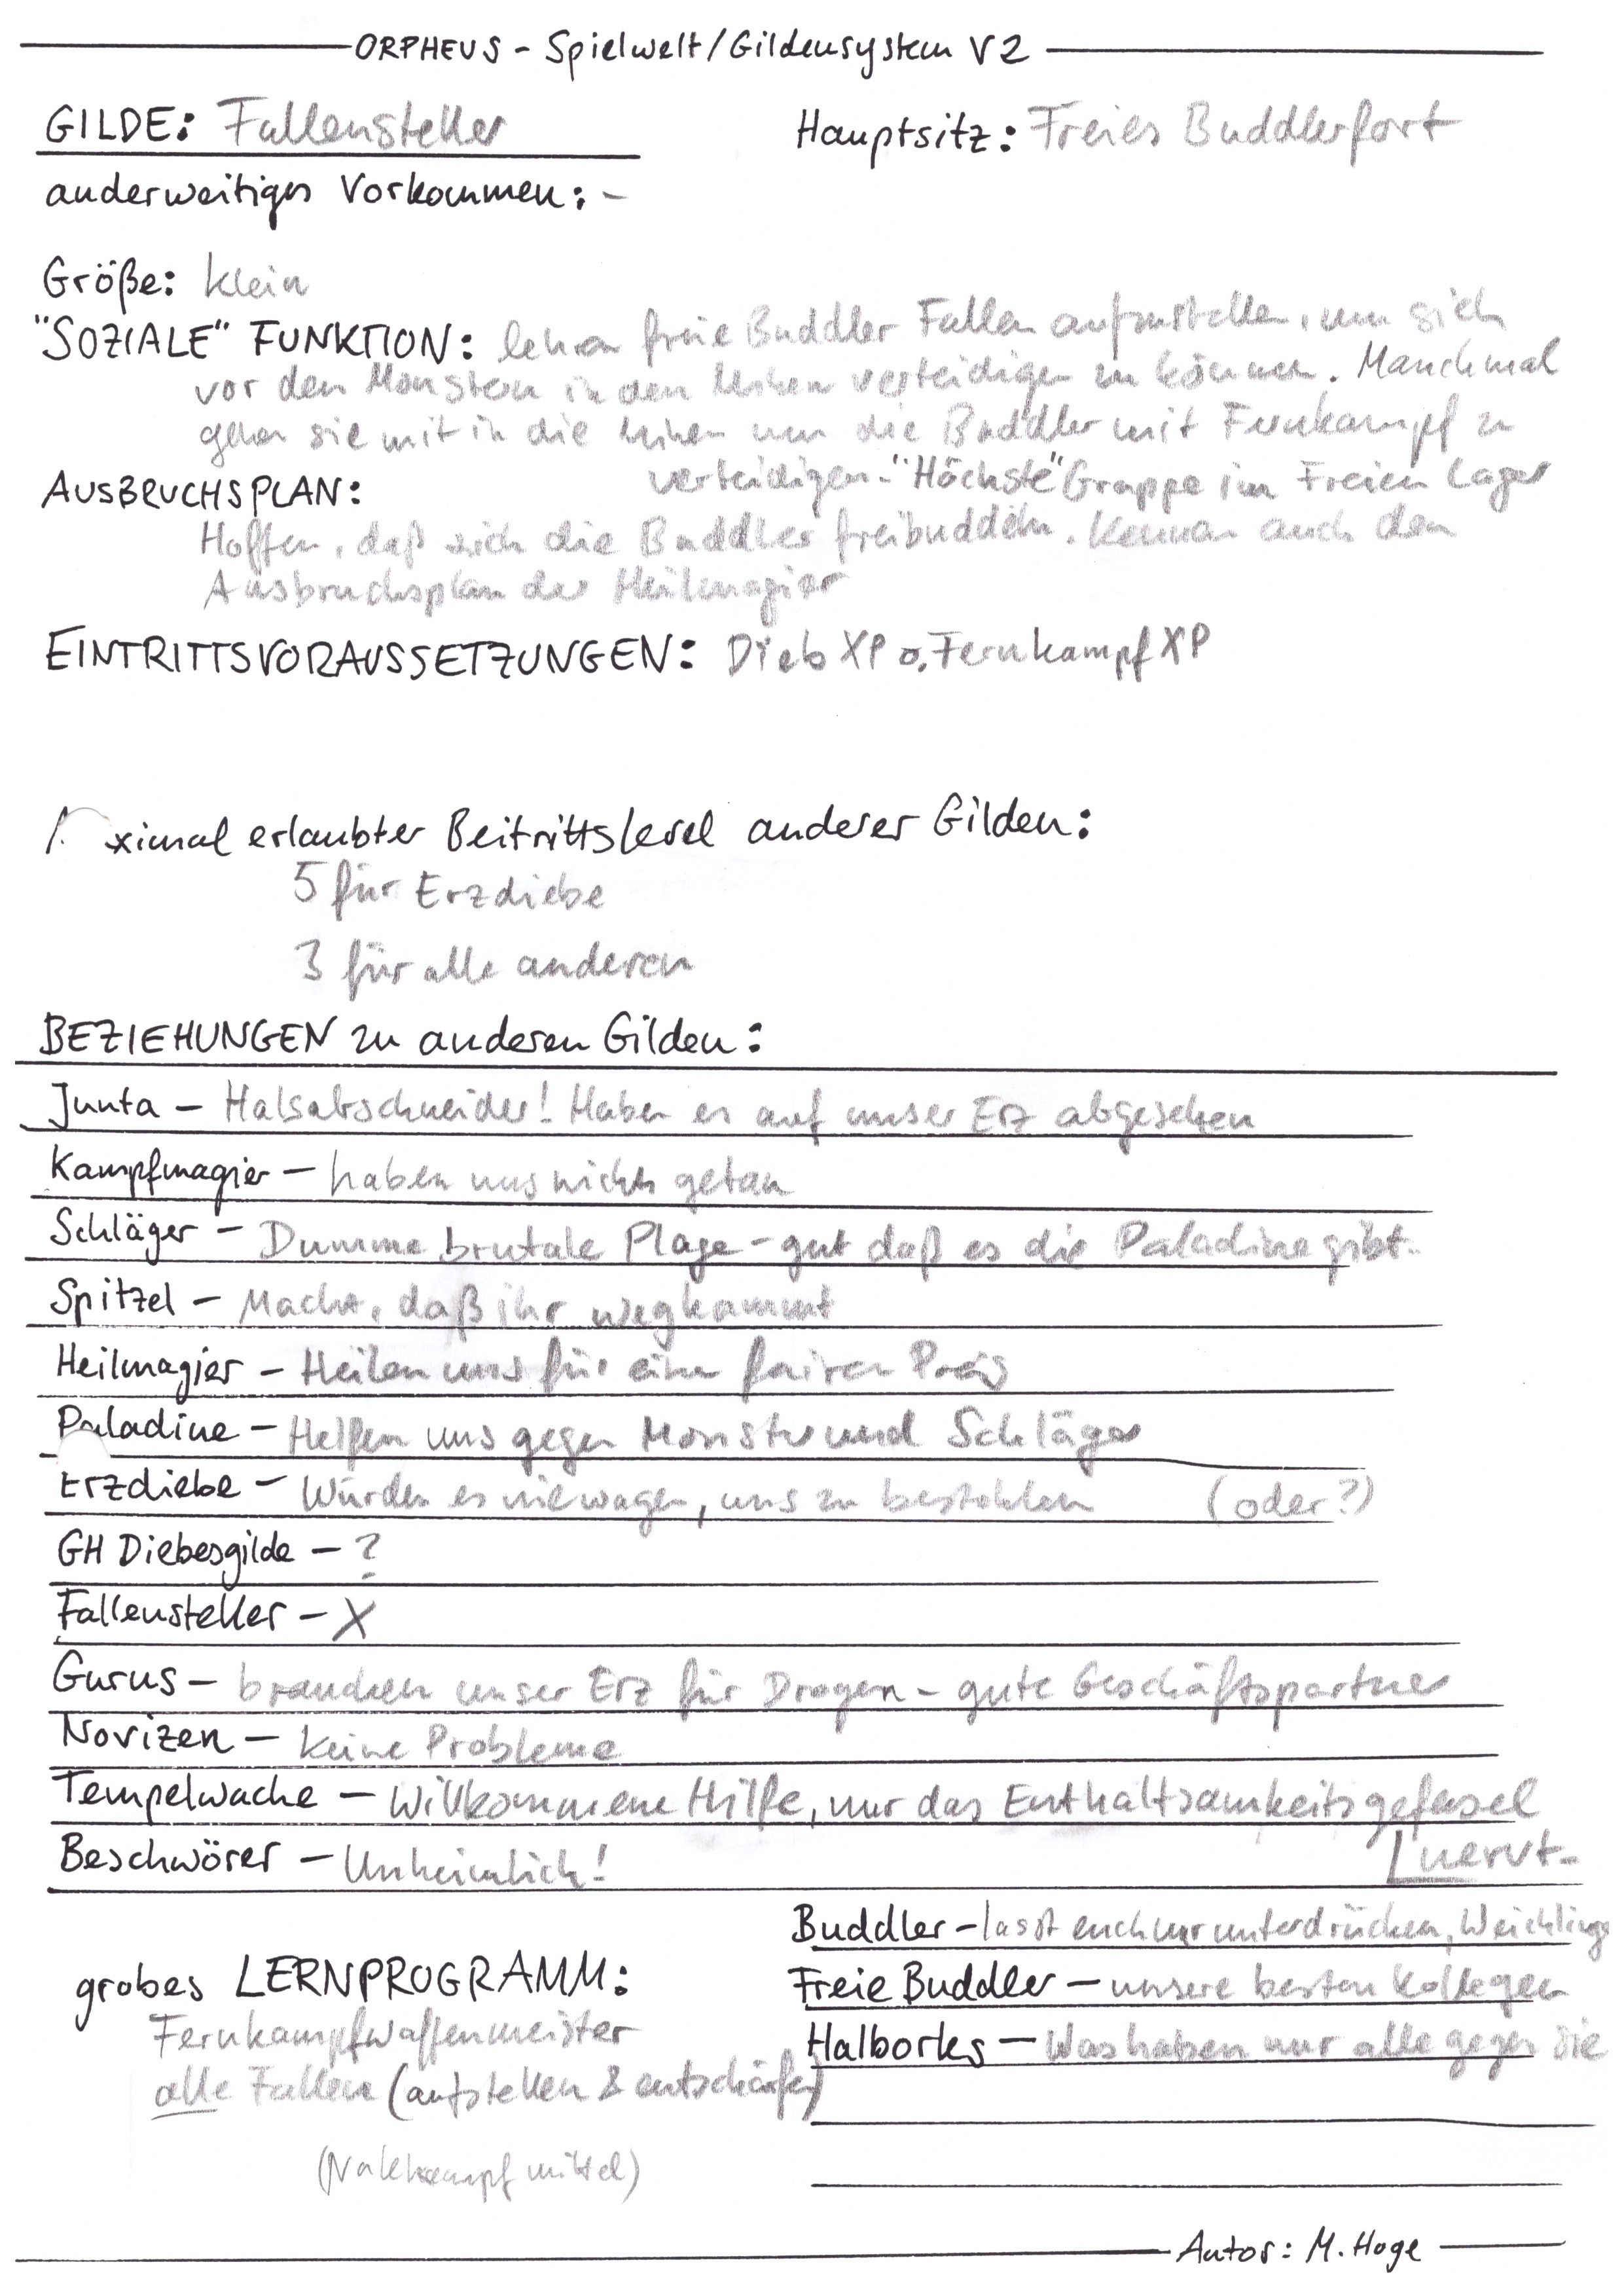 ORPHEUS - Spielwelt/Gildensystem V2
GILDE: Fallensteller Hauptsitz: Freies Buddlerfort
anderweitiges Vorkommen: -
Größe: klein
"SOZIALE" FUNKTION: lehren freie Buddler Fallen aufzustellen, um sich
vor den Monstern in den Minen verteidigen zu können. Manchmal
gehen sie mit in die Minen um die Buddler mit Fernkampf zu
verteidigen. "Höchste" Gruppe im Freien Lager
AUSBRUCHSPLAN:
Hoffen, daß sich die Buddler freibuddeln. Kennen auch den
Ausbruchsplan der Heilmagier
EINTRITTSVORAUSSETZUNGEN: Dieb XP o. Fernkampf XP
ximal erlaubter Beitrittslevel anderer Gilden:
5 für Erzdiebe
3 für alle anderen
BEZIEHUNGEN zu anderen Gilden:
Junta - Halsabschneider! Haben es auf unser Erz abgesehen
Kampfmagier - haben uns nichts getan
Schläger - Dumme, brutale Plage - gut daß es die Paladine gibt.
Spitzel - Macht, daß ihr wegkommt
Heilmagier - Heilen uns für einen fairen Preis
Paladine - Helfen uns gegen Monster und Schläger
Erzdiebe - Würden es nie wagen, uns zu bestehlen (oder?)
GH Diebesgilde - ?
Fallensteller - X
Gurus - brauchen unser Erz für Drogen - gute Geschäftspartner
Novizen - keine Probleme
Tempelwache - Willkommene Hilfe, nur das Enthaltsamkeitsgefasel
nervt.
Beschwörer - Unheimlich!
Buddler - lasst euch nur unterdrücken, Weichlinge
Freie Buddler - unsere besten Kollegen
Halborks - Was haben nur alle gegen die
grobes LERNPROGRAMM:
Fernkampfwaffenmeister
alle Fallen (aufstellen & entschärfen)
(Nahkampf mittel)
Autor: M. Hoge